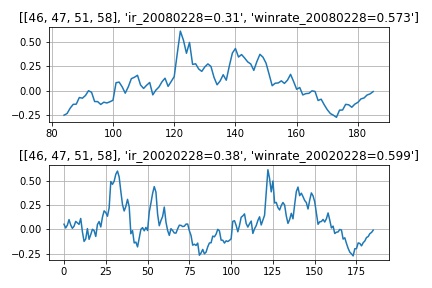 [[46, 47, 51, 58], 'ir_20080228=0.31', 'winrate_20080228=0.573']
0.50
0.25
0.00
−0.25
80 100 120 140 160 180
[[46, 47, 51, 58], 'ir_20020228=0.38', 'winrate_20020228=0.599']
0.50
0.25
0.00
−0.25
0 25 50 75 100 125 150 175